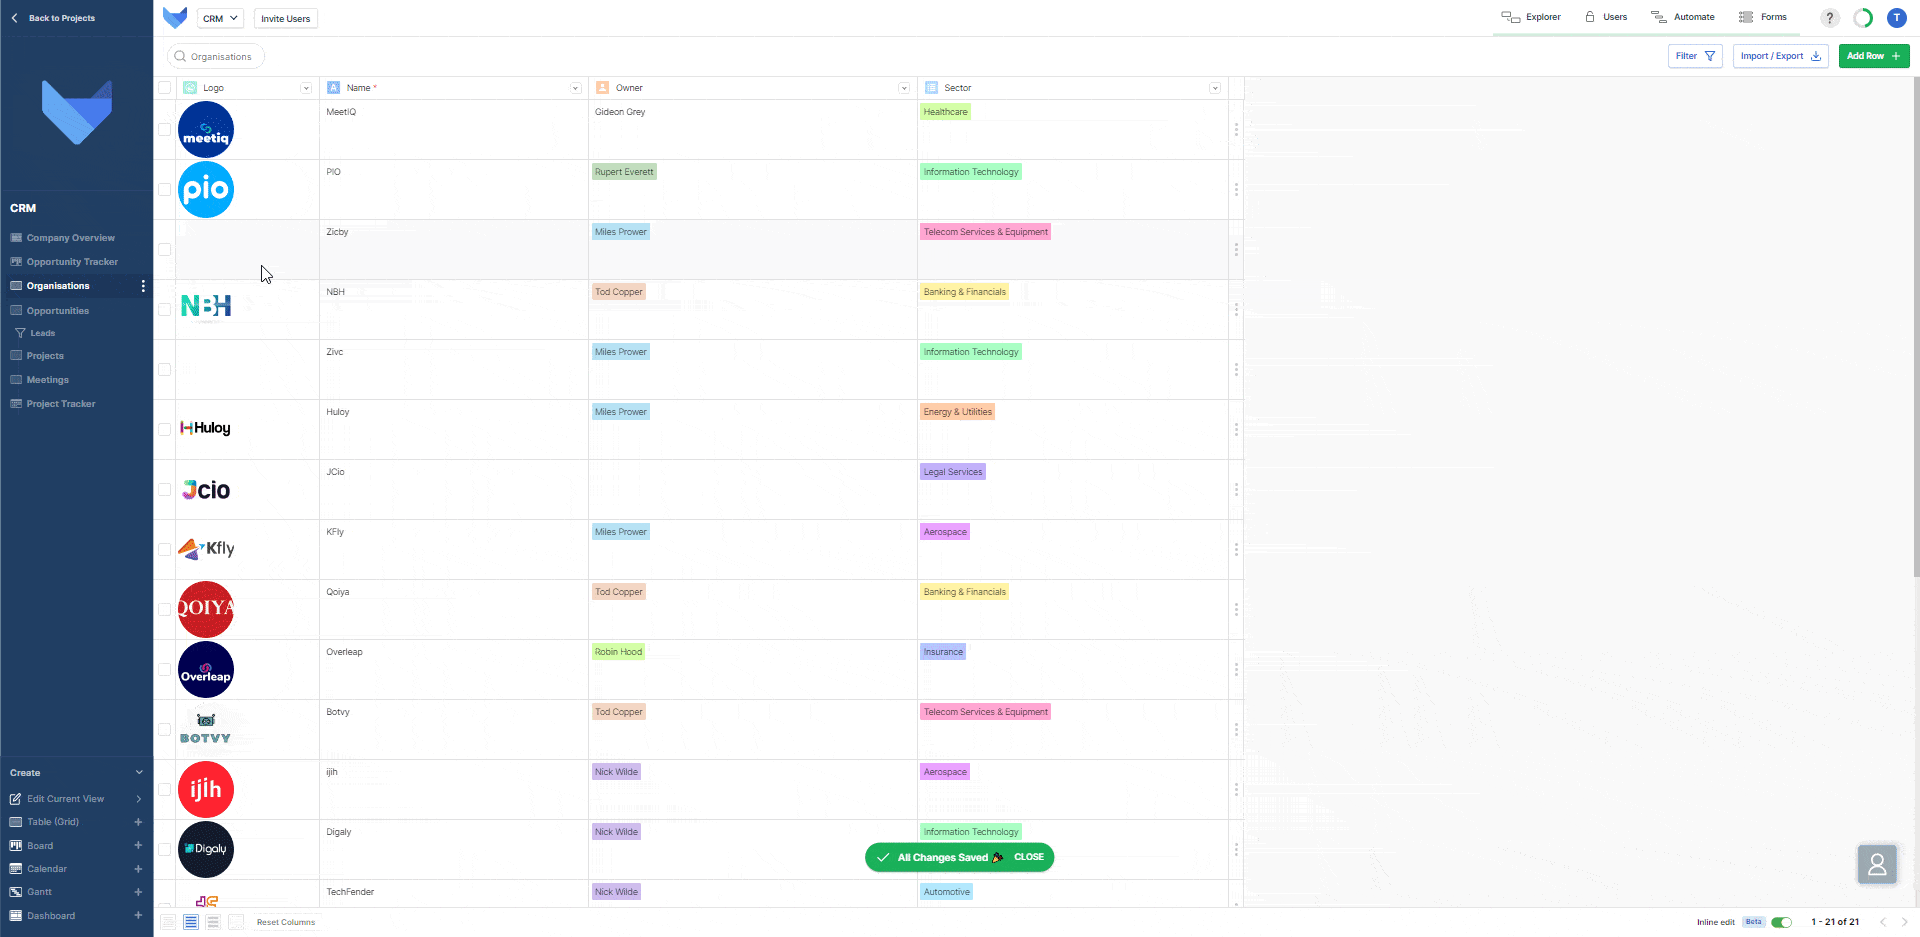 Back to Projects
CRM
Invite Users
Explorer
Users
Automate
Forms
?
T
Organisations
Filter
Import / Export
Add Row +
Logo
Name *
Owner
Sector
meetiq
MeetIQ
Gideon Grey
Healthcare
pio
PIO
Rupert Everett
Information Technology
Zicby
Miles Prower
Telecom Services & Equipment
NBH
NBH
Tod Copper
Banking & Financials
Zivc
Miles Prower
Information Technology
Huloy
Huloy
Miles Prower
Energy & Utilities
Jcio
JCio
Legal Services
Kfly
KFly
Miles Prower
Aerospace
QOIYA
Qoiya
Tod Copper
Banking & Financials
Overleap
Overleap
Robin Hood
Insurance
BOTVY
Botvy
Tod Copper
Telecom Services & Equipment
ijih
ijih
Nick Wilde
Aerospace
Digaly
Digaly
Nick Wilde
Information Technology
TechFender
Nick Wilde
Automotive
CRM
Company Overview
Opportunity Tracker
Organisations
Opportunities
Leads
Projects
Meetings
Project Tracker
Create
Edit Current View
Table (Grid)
Board
Calendar
Gantt
Dashboard
All Changes Saved 🎉 CLOSE
Reset Columns
Inline edit Beta
1 - 21 of 21